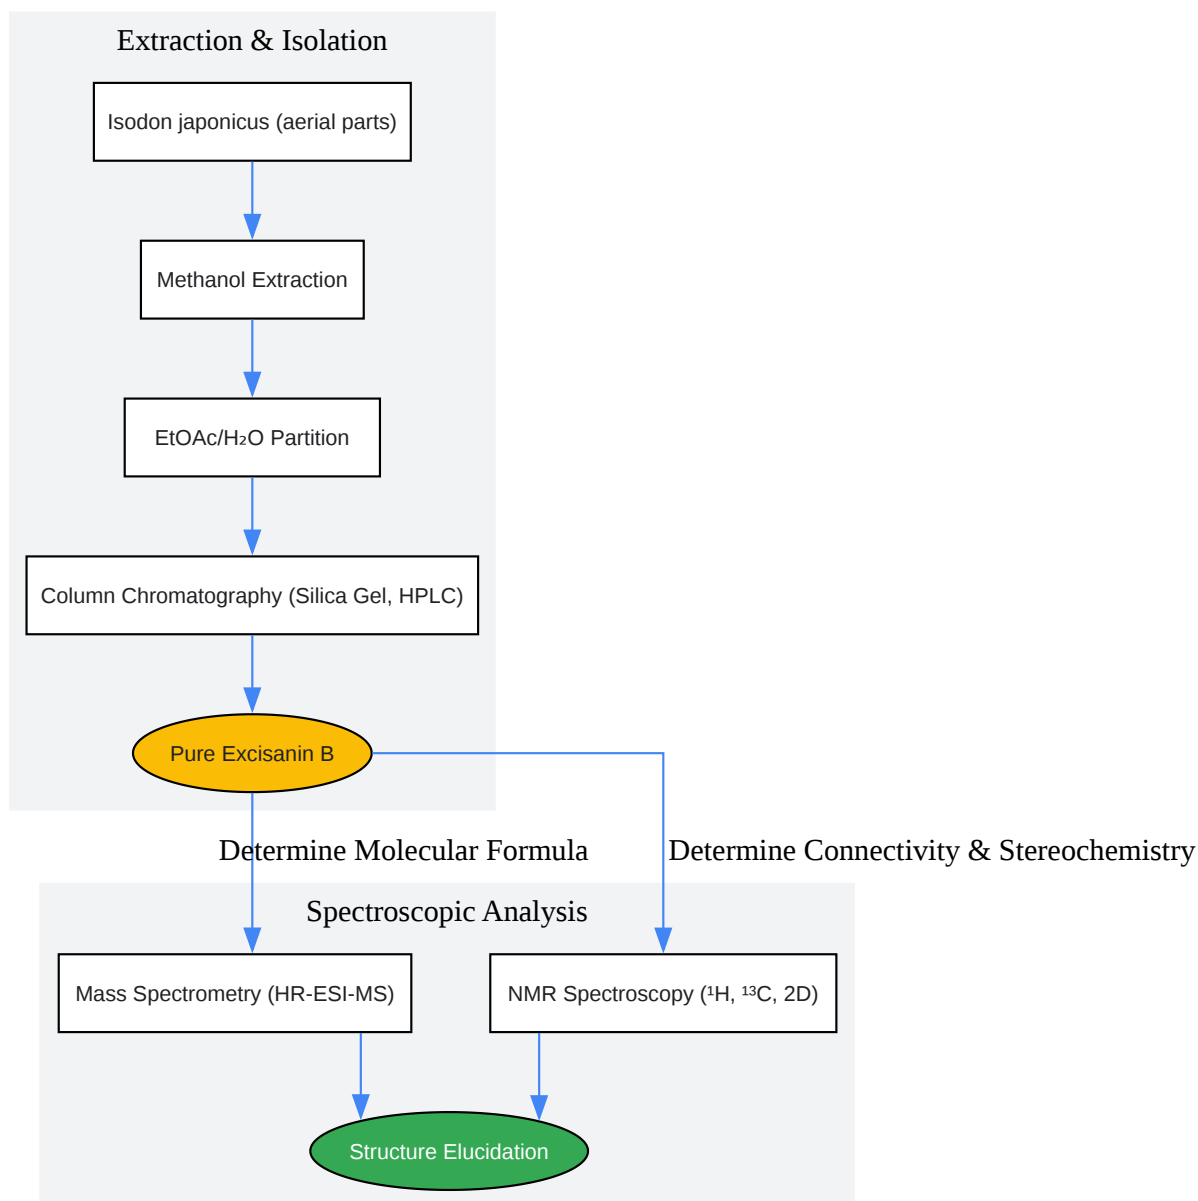 Extraction & Isolation
Isodon japonicus (aerial parts)
Methanol Extraction
EtOAc/H₂O Partition
Column Chromatography (Silica Gel, HPLC)
Pure Excisanin B
Determine Molecular Formula
Determine Connectivity & Stereochemistry
Spectroscopic Analysis
Mass Spectrometry (HR-ESI-MS)
NMR Spectroscopy (¹H, ¹³C, 2D)
Structure Elucidation